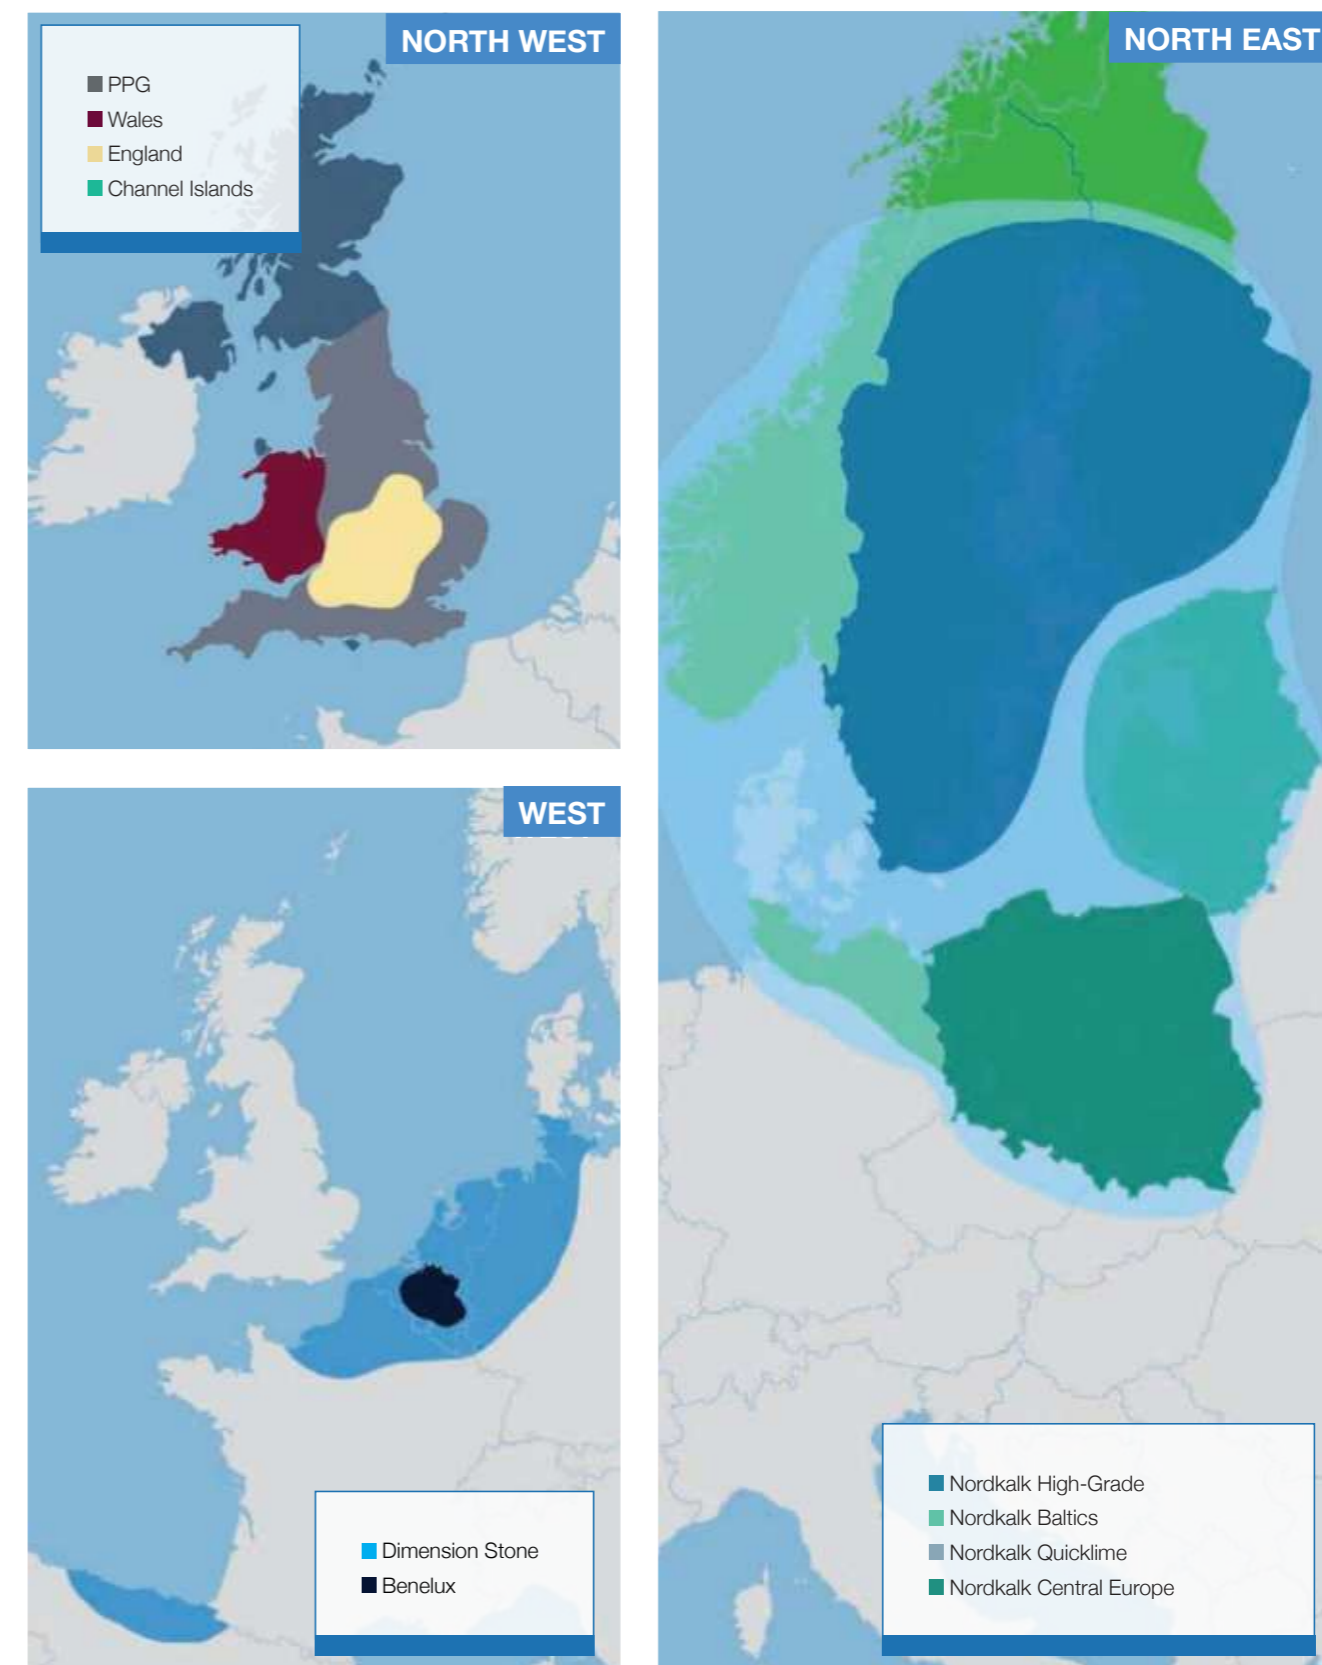 NORTH WEST
PPG
Wales
England
Channel Islands
WEST
Dimension Stone
Benelux
NORTH EAST
Nordkalk High-Grade
Nordkalk Baltics
Nordkalk Quicklime
Nordkalk Central Europe